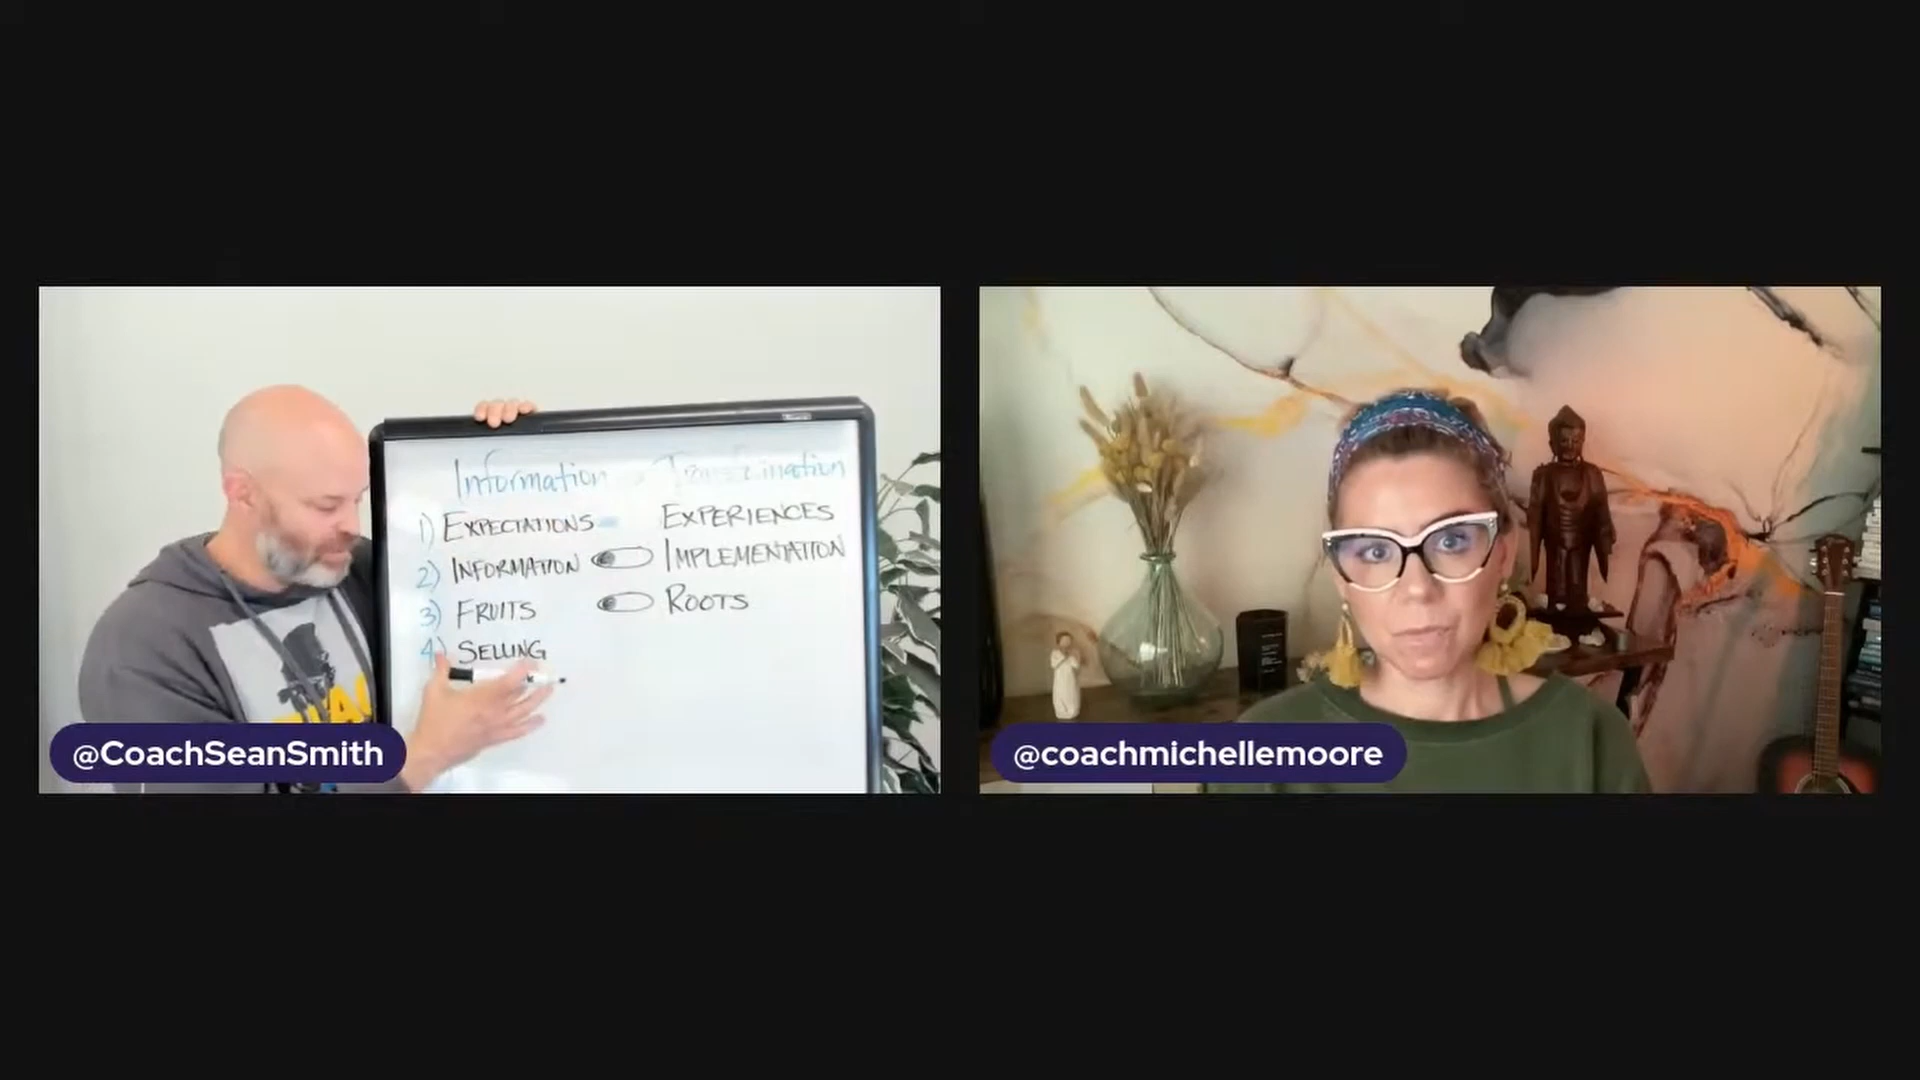 Information Transformation
1) EXPECTATIONS EXPERIENCES
2) INFORMATION IMPLEMENTATION
3) FRUITS ROOTS
4) SELLING
@CoachSeanSmith
@coachmichellemoore